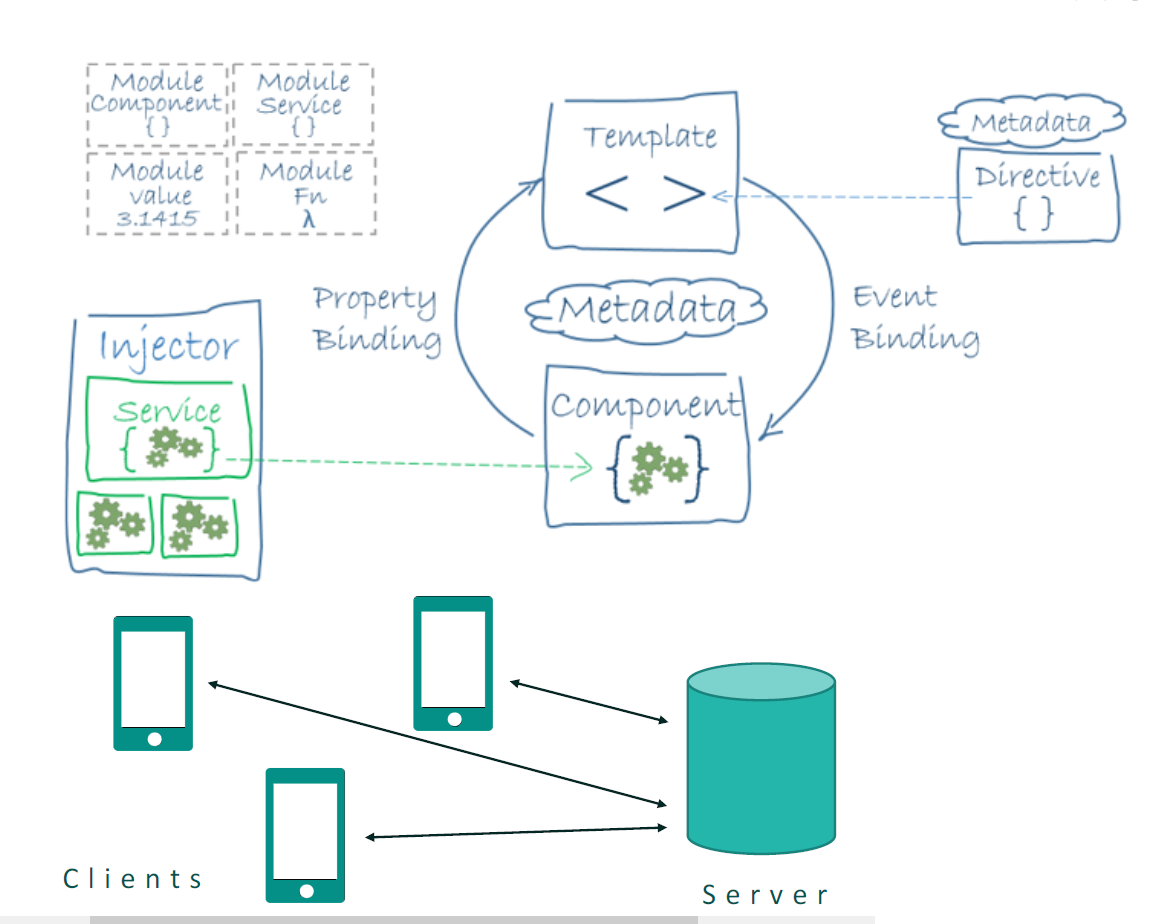 Module
Component
{ }
Module
Service
{ }
Module
value
3.1415
Module
Fn
λ
Template
< >
Metadata
Directive
{ }
Property
Binding
Metadata
Event
Binding
Injector
Service
{ }
Component
{ }
Clients
Server